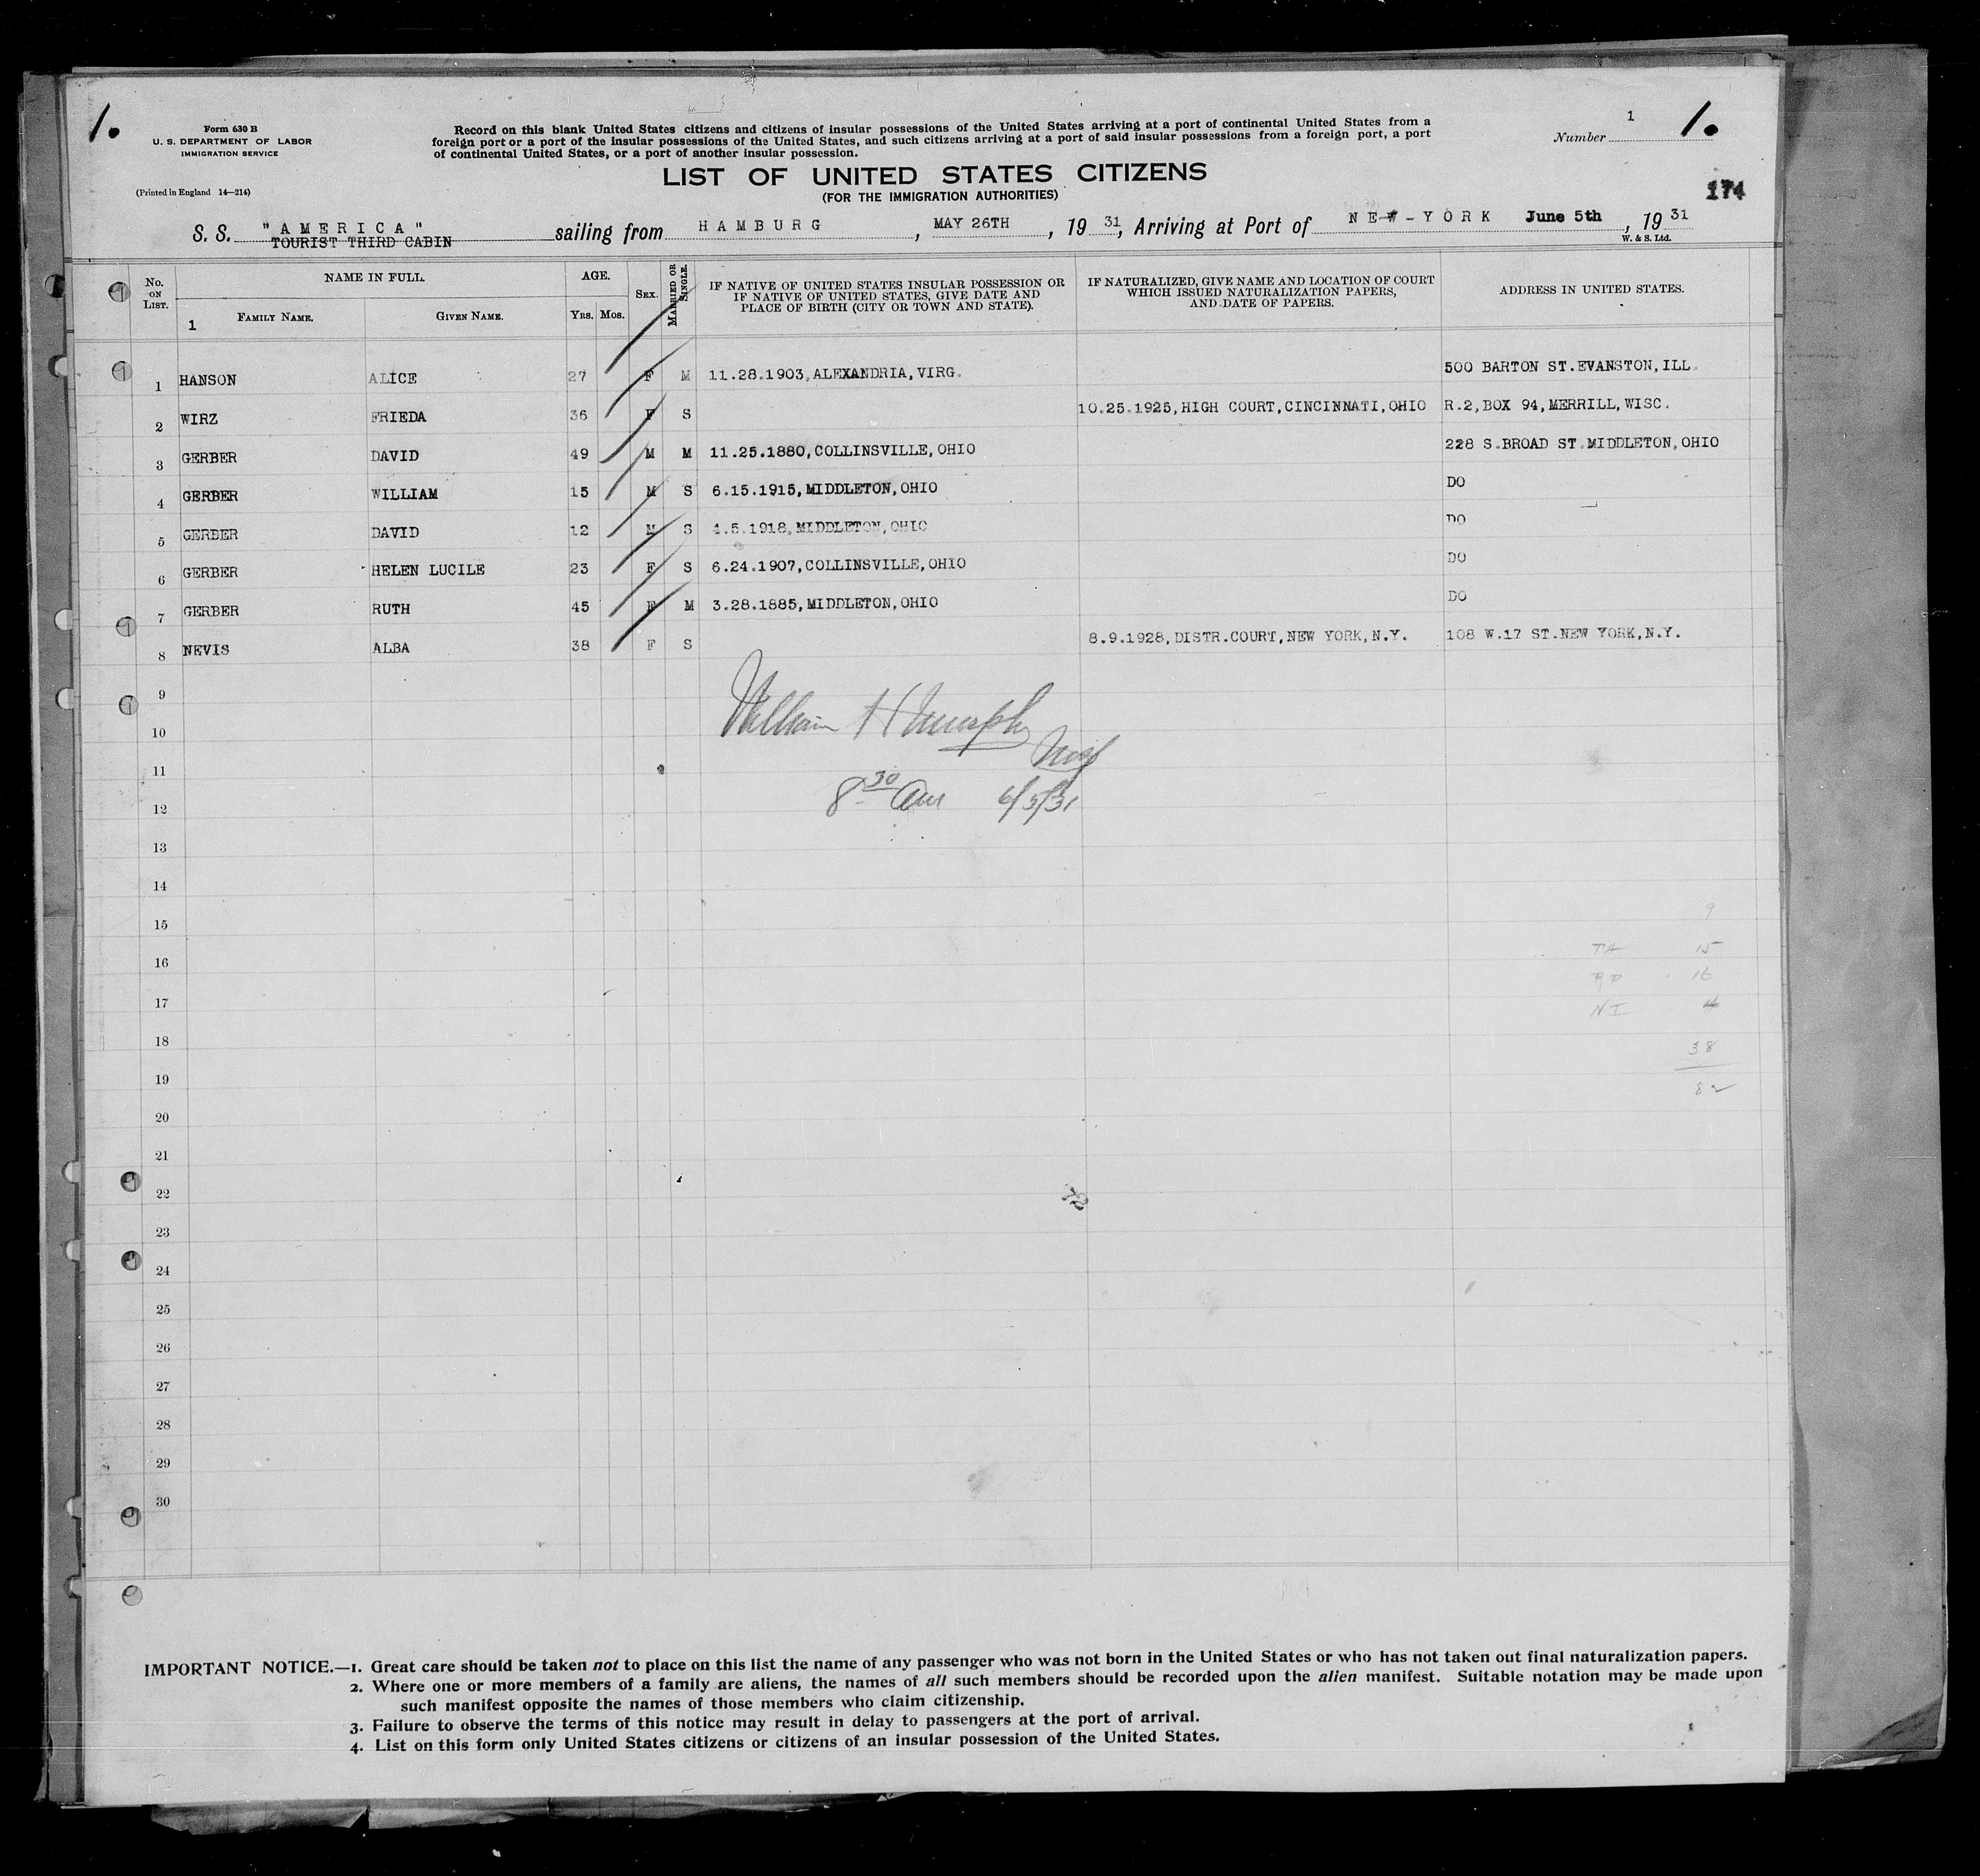 1.
Form 630 B
U. S. DEPARTMENT OF LABOR
IMMIGRATION SERVICE
(Printed in England 14—214)
Record on this blank United States citizens and citizens of insular possessions of the United States arriving at a port of continental United States from a
foreign port or a port of the insular possessions of the United States, and such citizens arriving at a port of said insular possessions from a foreign port, a port
of continental United States, or a port of another insular possession.
Number 1
1.
LIST OF UNITED STATES CITIZENS
(FOR THE IMMIGRATION AUTHORITIES)
174
S. S. "AMERICA" sailing from HAMBURG, MAY 26TH, 1931, Arriving at Port of NEW-YORK June 5th, 1931
TOURIST THIRD CABIN
W. & S. Ltd.
No. ON LIST. NAME IN FULL. AGE. SEX. MARRIED OR SINGLE. IF NATIVE OF UNITED STATES INSULAR POSSESSION OR IF NATIVE OF UNITED STATES, GIVE DATE AND PLACE OF BIRTH (CITY OR TOWN AND STATE). IF NATURALIZED, GIVE NAME AND LOCATION OF COURT WHICH ISSUED NATURALIZATION PAPERS, AND DATE OF PAPERS. ADDRESS IN UNITED STATES.
1 FAMILY NAME. GIVEN NAME. YRS. MOS.
1 HANSON ALICE 27 F M 11.28.1903, ALEXANDRIA, VIRG. 500 BARTON ST. EVANSTON, ILL.
2 WIRZ FRIEDA 36 F S 10.25.1925, HIGH COURT, CINCINNATI, OHIO R.2, BOX 94, MERRILL, WISC.
3 GERBER DAVID 49 M M 11.25.1880, COLLINSVILLE, OHIO 228 S.BROAD ST. MIDDLETON, OHIO
4 GERBER WILLIAM 15 M S 6.15.1915, MIDDLETON, OHIO DO
5 GERBER DAVID 12 M S 4.5.1918, MIDDLETON, OHIO DO
6 GERBER HELEN LUCILE 23 F S 6.24.1907, COLLINSVILLE, OHIO DO
7 GERBER RUTH 45 F M 3.28.1885, MIDDLETON, OHIO DO
8 NEVIS ALBA 38 F S 8.9.1928, DISTR.COURT, NEW YORK, N.Y. 108 W.17 ST. NEW YORK, N.Y.
9
10 William H Murphy
11 Insp
12 8 30 Am 6/5/31
13
14
15 9
16 TA 15
16
17 NI 4
18 38
19 82
20
21
22
23
24
25
26
27
28
29
30
IMPORTANT NOTICE.—1. Great care should be taken not to place on this list the name of any passenger who was not born in the United States or who has not taken out final naturalization papers.
2. Where one or more members of a family are aliens, the names of all such members should be recorded upon the alien manifest. Suitable notation may be made upon
such manifest opposite the names of those members who claim citizenship.
3. Failure to observe the terms of this notice may result in delay to passengers at the port of arrival.
4. List on this form only United States citizens or citizens of an insular possession of the United States.